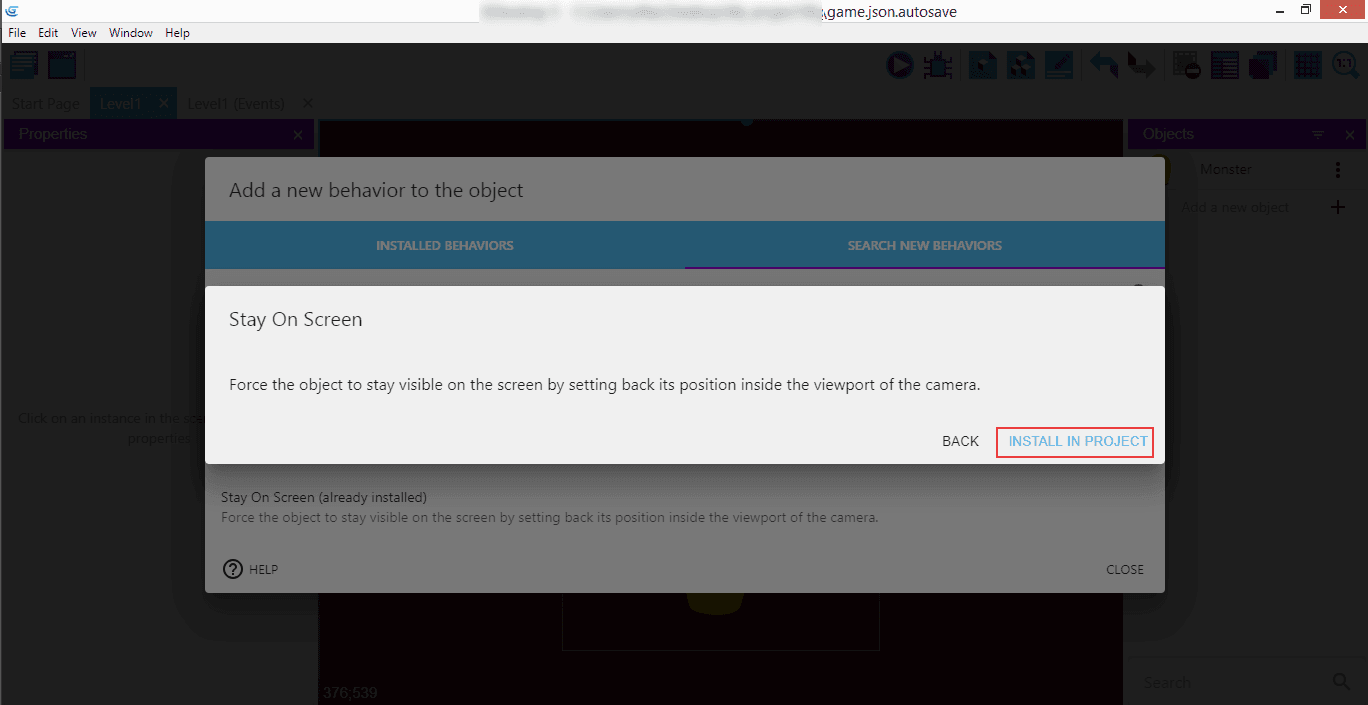 \game.json.autosave
File Edit View Window Help
1:1
Start Page Level1 Level1 (Events)
Properties
Objects
Monster
Add a new object
Add a new behavior to the object
INSTALLED BEHAVIORS SEARCH NEW BEHAVIORS
Stay On Screen
Force the object to stay visible on the screen by setting back its position inside the viewport of the camera.
BACK INSTALL IN PROJECT
Click on an instance in the
properties
Stay On Screen (already installed)
Force the object to stay visible on the screen by setting back its position inside the viewport of the camera.
HELP CLOSE
376;539
Search